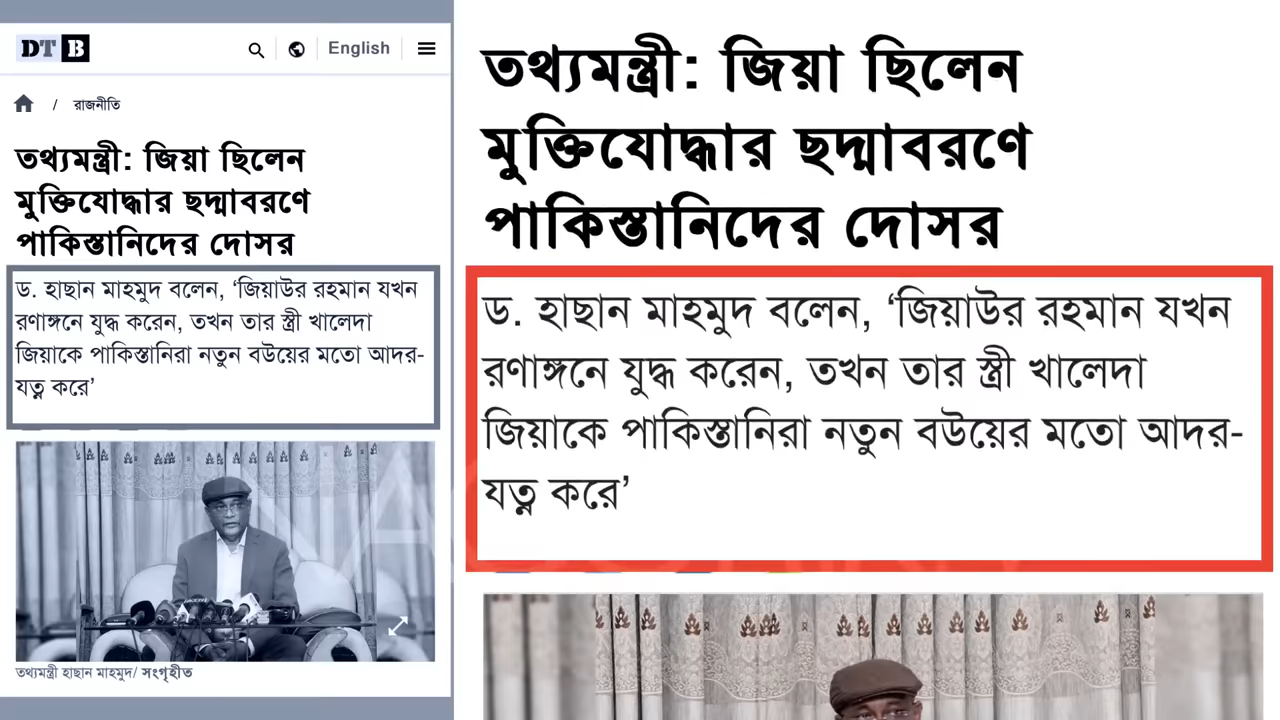 DT B
English
/ রাজনীতি
তথ্যমন্ত্রী: জিয়া ছিলেন
মুক্তিযোদ্ধার ছদ্মাবরণে
পাকিস্তানিদের দোসর
ড. হাছান মাহমুদ বলেন, ‘জিয়াউর রহমান যখন
রণাঙ্গনে যুদ্ধ করেন, তখন তার স্ত্রী খালেদা
জিয়াকে পাকিস্তানিরা নতুন বউয়ের মতো আদর-
যত্ন করে’
তথ্যমন্ত্রী হাছান মাহমুদ/ সংগৃহীত
তথ্যমন্ত্রী: জিয়া ছিলেন
মুক্তিযোদ্ধার ছদ্মাবরণে
পাকিস্তানিদের দোসর
ড. হাছান মাহমুদ বলেন, ‘জিয়াউর রহমান যখন
রণাঙ্গনে যুদ্ধ করেন, তখন তার স্ত্রী খালেদা
জিয়াকে পাকিস্তানিরা নতুন বউয়ের মতো আদর-
যত্ন করে’